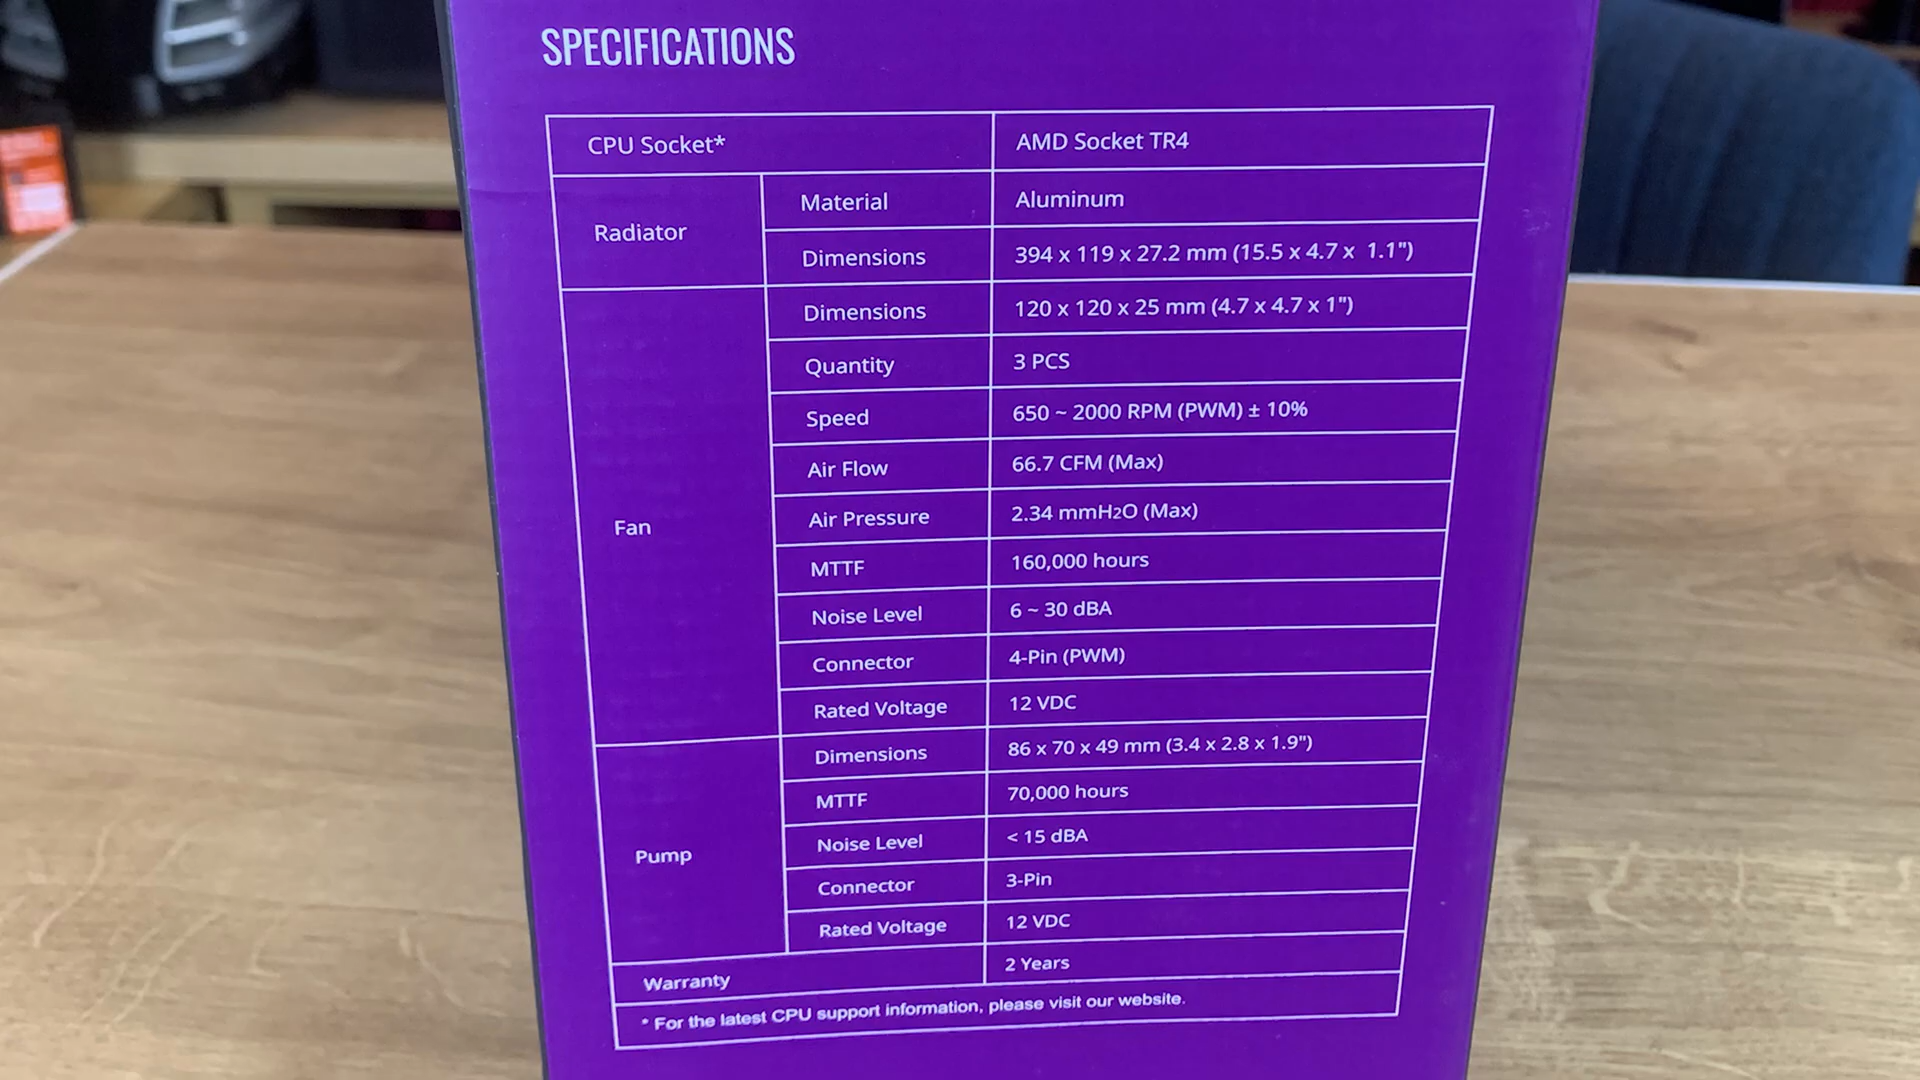 SPECIFICATIONS
CPU Socket* AMD Socket TR4
Radiator
Material Aluminum
Dimensions 394 x 119 x 27.2 mm (15.5 x 4.7 x 1.1")
Fan
Dimensions 120 x 120 x 25 mm (4.7 x 4.7 x 1")
Quantity 3 PCS
Speed 650 ~ 2000 RPM (PWM) ± 10%
Air Flow 66.7 CFM (Max)
Air Pressure 2.34 mmH2O (Max)
MTTF 160,000 hours
Noise Level 6 ~ 30 dBA
Connector 4-Pin (PWM)
Rated Voltage 12 VDC
Pump
Dimensions 86 x 70 x 49 mm (3.4 x 2.8 x 1.9")
MTTF 70,000 hours
Noise Level < 15 dBA
Connector 3-Pin
Rated Voltage 12 VDC
Warranty 2 Years
* For the latest CPU support information, please visit our website.